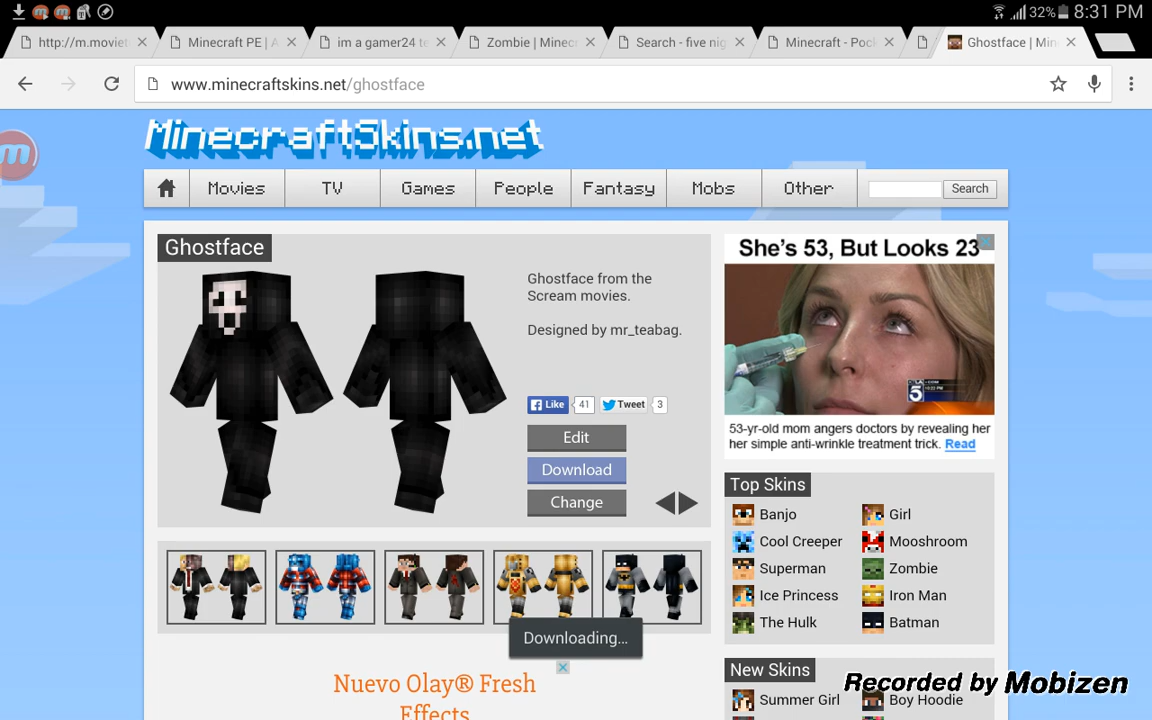 32% 8:31 PM
http://m.moviet
Minecraft PE | A
im a gamer24 te
Zombie | Minec
Search - five nig
Minecraft - Pock
Ghostface | Min
www.minecraftskins.net/ghostface
m
MinecraftSkins.net
Movies
TV
Games
People
Fantasy
Mobs
Other
Search
Ghostface
Ghostface from the
Scream movies.
Designed by mr_teabag.
Like 41 Tweet 3
Edit
Download
Change
She's 53, But Looks 23
5
53-yr-old mom angers doctors by revealing her
her simple anti-wrinkle treatment trick. Read
Top Skins
Banjo
Girl
Cool Creeper
Mooshroom
Superman
Zombie
Ice Princess
Iron Man
The Hulk
Batman
Downloading...
New Skins
Summer Girl
Boy Hoodie
Nuevo Olay® Fresh
Effects
Recorded by Mobizen